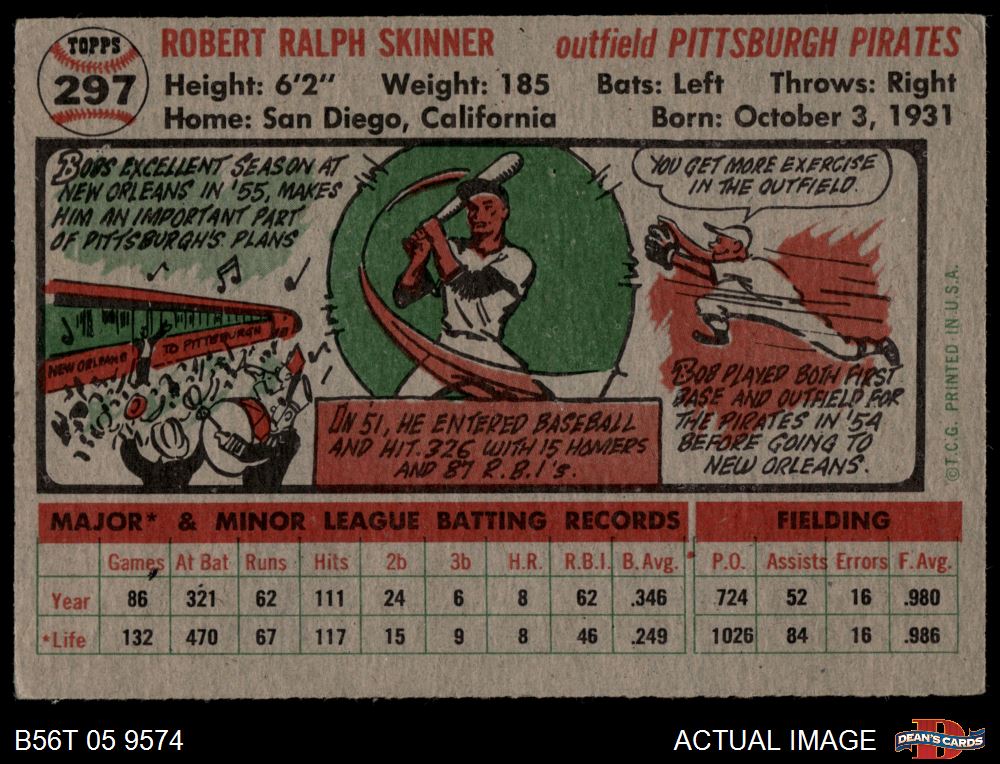 TOPPS
297
ROBERT RALPH SKINNER outfield PITTSBURGH PIRATES
Height: 6'2" Weight: 185 Bats: Left Throws: Right
Home: San Diego, California Born: October 3, 1931
BOBS EXCELLENT SEASON AT
NEW ORLEANS IN '55, MAKES
HIM AN IMPORTANT PART
OF PITTSBURGH'S PLANS
NEW ORLEANS TO PITTSBURGH
IN 51, HE ENTERED BASEBALL
AND HIT .326 WITH 15 HOMERS
AND 87 R.B.I's.
YOU GET MORE EXERCISE
IN THE OUTFIELD.
BOB PLAYED BOTH FIRST
BASE AND OUTFIELD FOR
THE PIRATES IN '54
BEFORE GOING TO
NEW ORLEANS.
©T.C.G. PRINTED IN U.S.A.
MAJOR* & MINOR LEAGUE BATTING RECORDS FIELDING
Games At Bat Runs Hits 2b 3b H.R. R.B.I. B. Avg. P.O. Assists Errors F. Avg.
Year 86 321 62 111 24 6 8 62 .346 724 52 16 .980
*Life 132 470 67 117 15 9 8 46 .249 1026 84 16 .986
B56T 05 9574 ACTUAL IMAGE DEAN'S CARDS